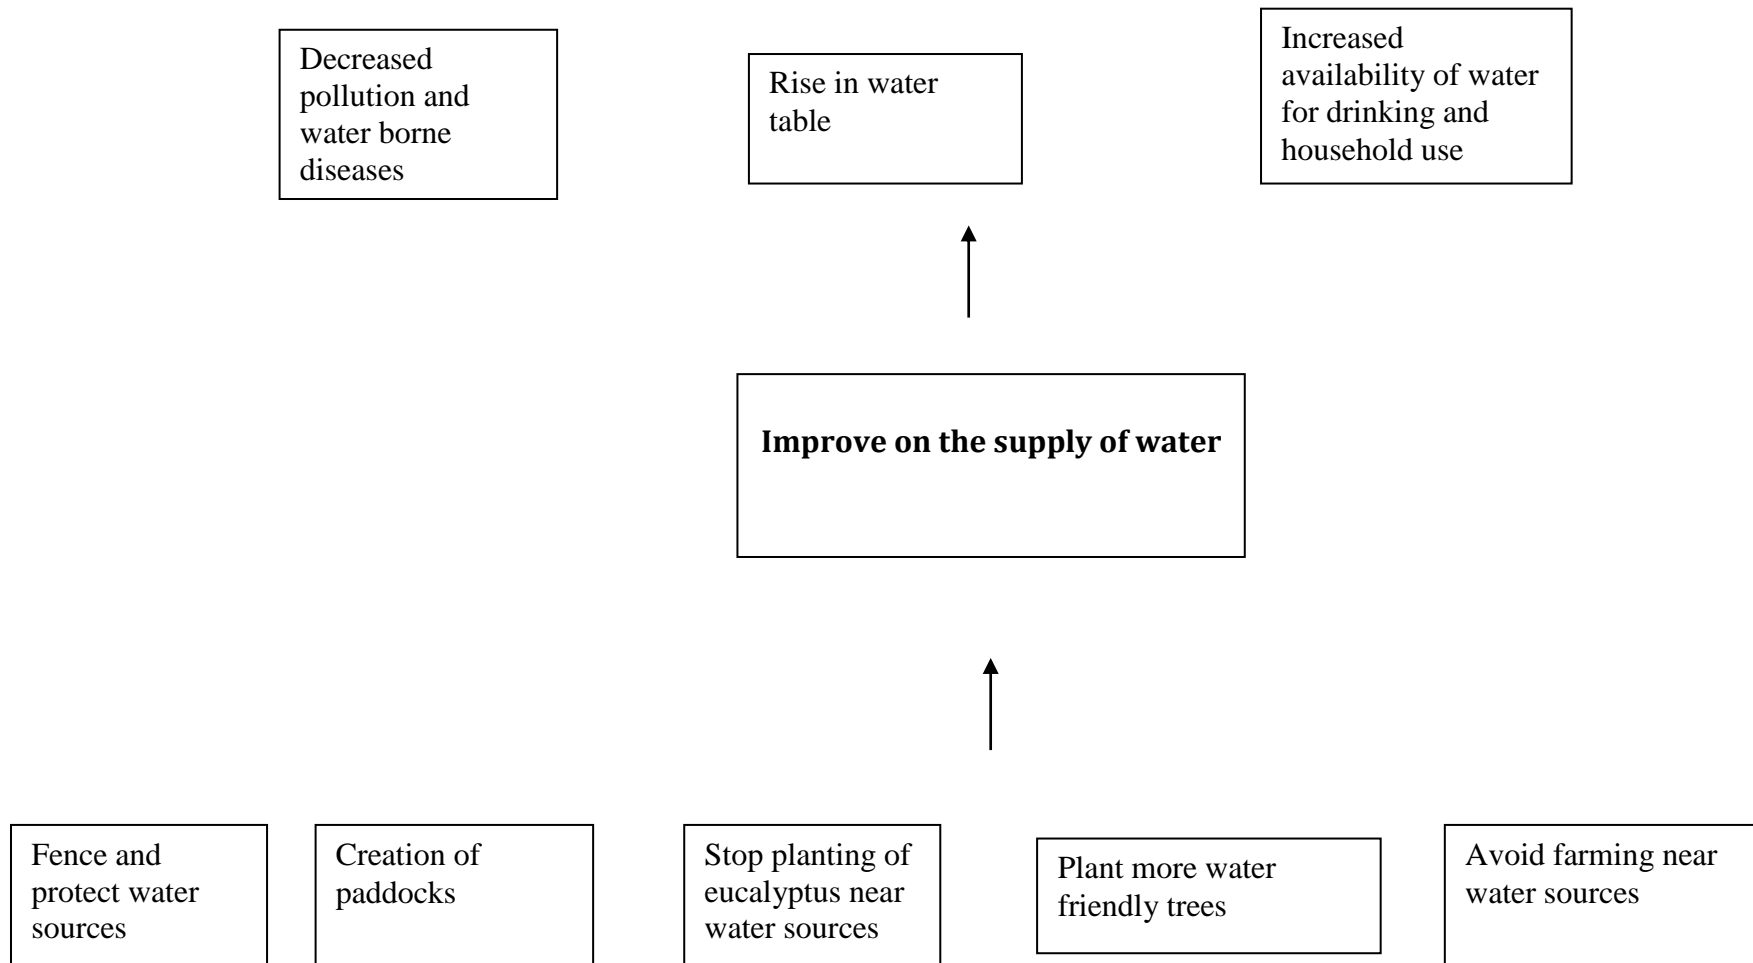 Decreased
pollution and
water borne
diseases
Rise in water
table
Increased
availability of water
for drinking and
household use
Improve on the supply of water
Fence and
protect water
sources
Creation of
paddocks
Stop planting of
eucalyptus near
water sources
Plant more water
friendly trees
Avoid farming near
water sources